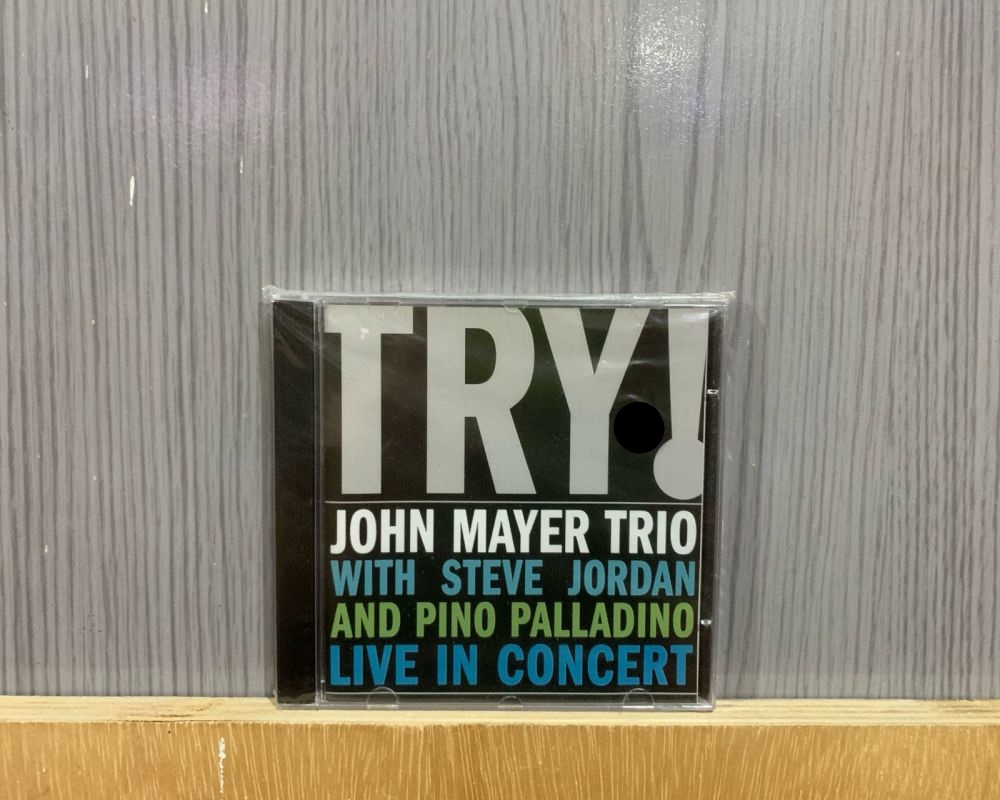 TRY!
JOHN MAYER TRIO
WITH STEVE JORDAN
AND PINO PALLADINO
LIVE IN CONCERT